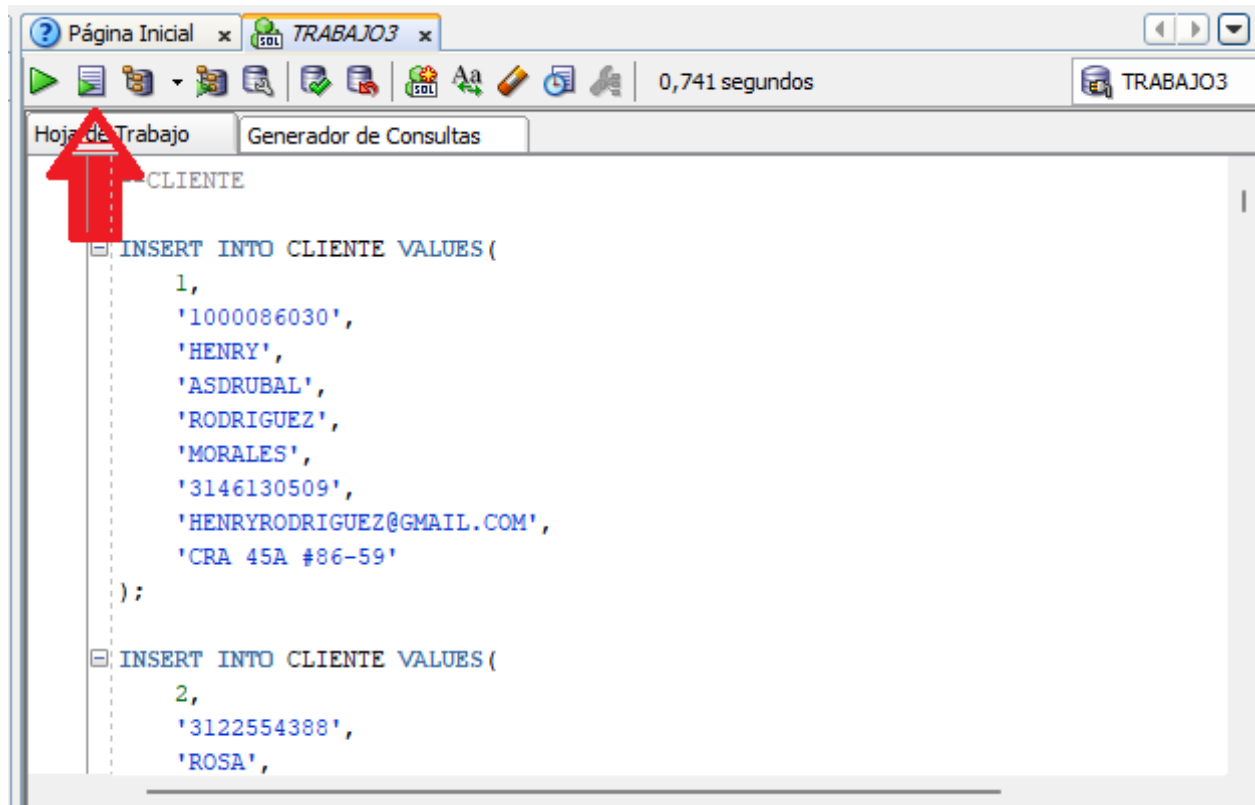 Página Inicial x TRABAJO3 x
SQL 0,741 segundos TRABAJO3
Hoja de Trabajo Generador de Consultas
--CLIENTE
INSERT INTO CLIENTE VALUES(
1,
'1000086030',
'HENRY',
'ASDRUBAL',
'RODRIGUEZ',
'MORALES',
'3146130509',
'HENRYRODRIGUEZ@GMAIL.COM',
'CRA 45A #86-59'
);
INSERT INTO CLIENTE VALUES(
2,
'3122554388',
'ROSA',